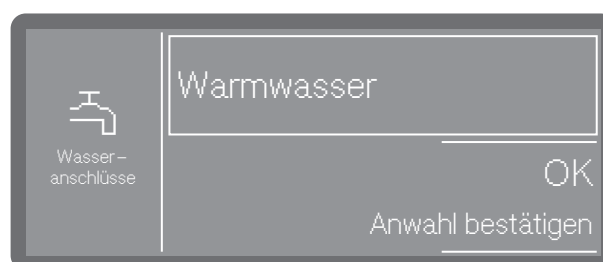 Wasser–
anschlüsse
Warmwasser
OK
Anwahl bestätigen